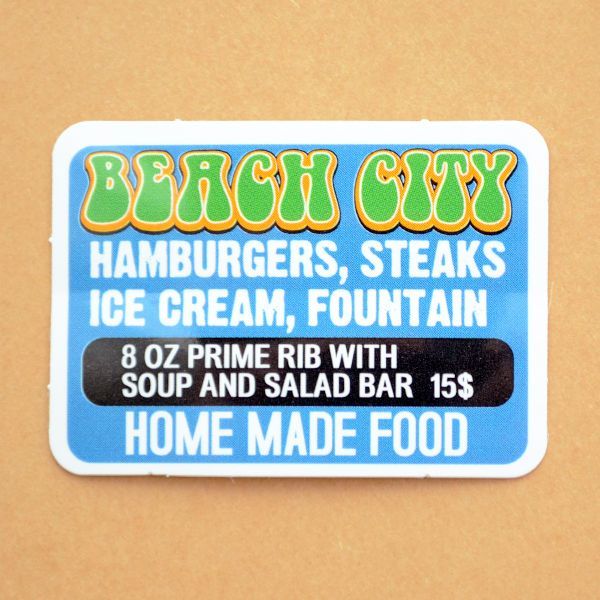 BEACH CITY
HAMBURGERS, STEAKS
ICE CREAM, FOUNTAIN
8 OZ PRIME RIB WITH
SOUP AND SALAD BAR 15$
HOME MADE FOOD